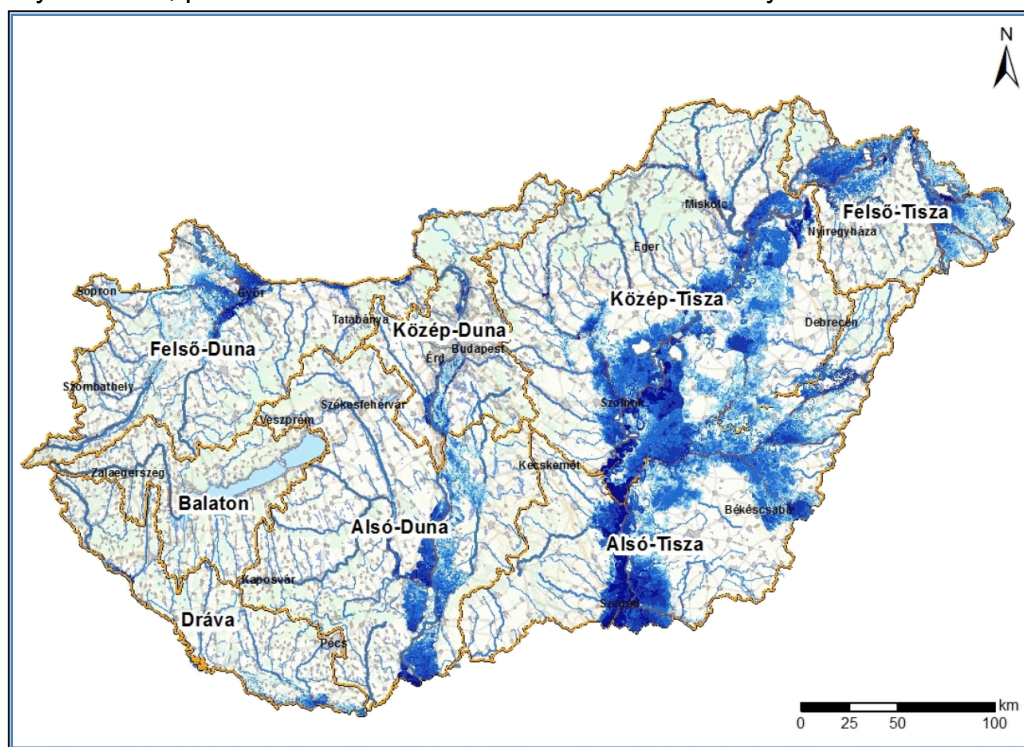 N
Miskolc
Felső-Tisza
Nyíregyháza
Eger
Sopron
Győr
Közép-Tisza
Tatabánya
Közép-Duna
Debrecen
Felső-Duna
Érd
Budapest
Szombathely
Székesfehérvár
Szolnok
Veszprém
Kecskemét
Zalaegerszeg
Balaton
Békéscsaba
Alsó-Duna
Alsó-Tisza
Kaposvár
Szeged
Dráva
Pécs
km
0 25 50 100